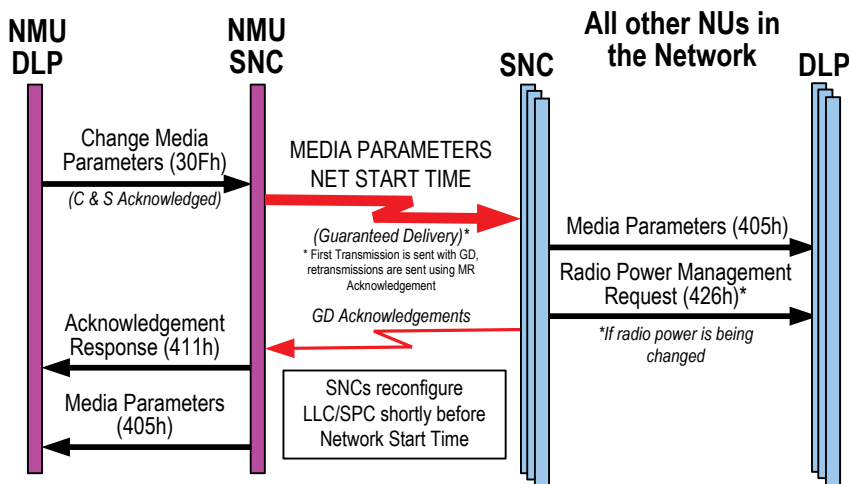 NMU
DLP
NMU
SNC
All other NUs in
the Network
SNC
DLP
Change Media
Parameters (30Fh)
(C & S Acknowledged)
MEDIA PARAMETERS
NET START TIME
(Guaranteed Delivery)*
* First Transmission is sent with GD,
retransmissions are sent using MR
Acknowledgement
Media Parameters (405h)
Radio Power Management
Request (426h)*
*If radio power is being
changed
GD Acknowledgements
Acknowledgement
Response (411h)
Media Parameters
(405h)
SNCs reconfigure
LLC/SPC shortly before
Network Start Time